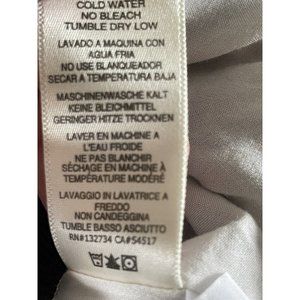 COLD WATER
NO BLEACH
TUMBLE DRY LOW
LAVADO A MAQUINA CON
AGUA FRIA
NO USE BLANQUEADOR
SECAR A TEMPERATURA BAJA
MASCHINENWASCHE KALT
KEINE BLEICHMITTEL
GERINGER HITZE TROCKNEN
LAVER EN MACHINE A
L'EAU FROIDE
NE PAS BLANCHIR
SÉCHAGE EN MACHINE À
TEMPÉRATURE MODÉRÉ
LAVAGGIO IN LAVATRICE A
FREDDO
NON CANDEGGINA
TUMBLE BASSO ASCIUTTO
RN#132734 CA#54517